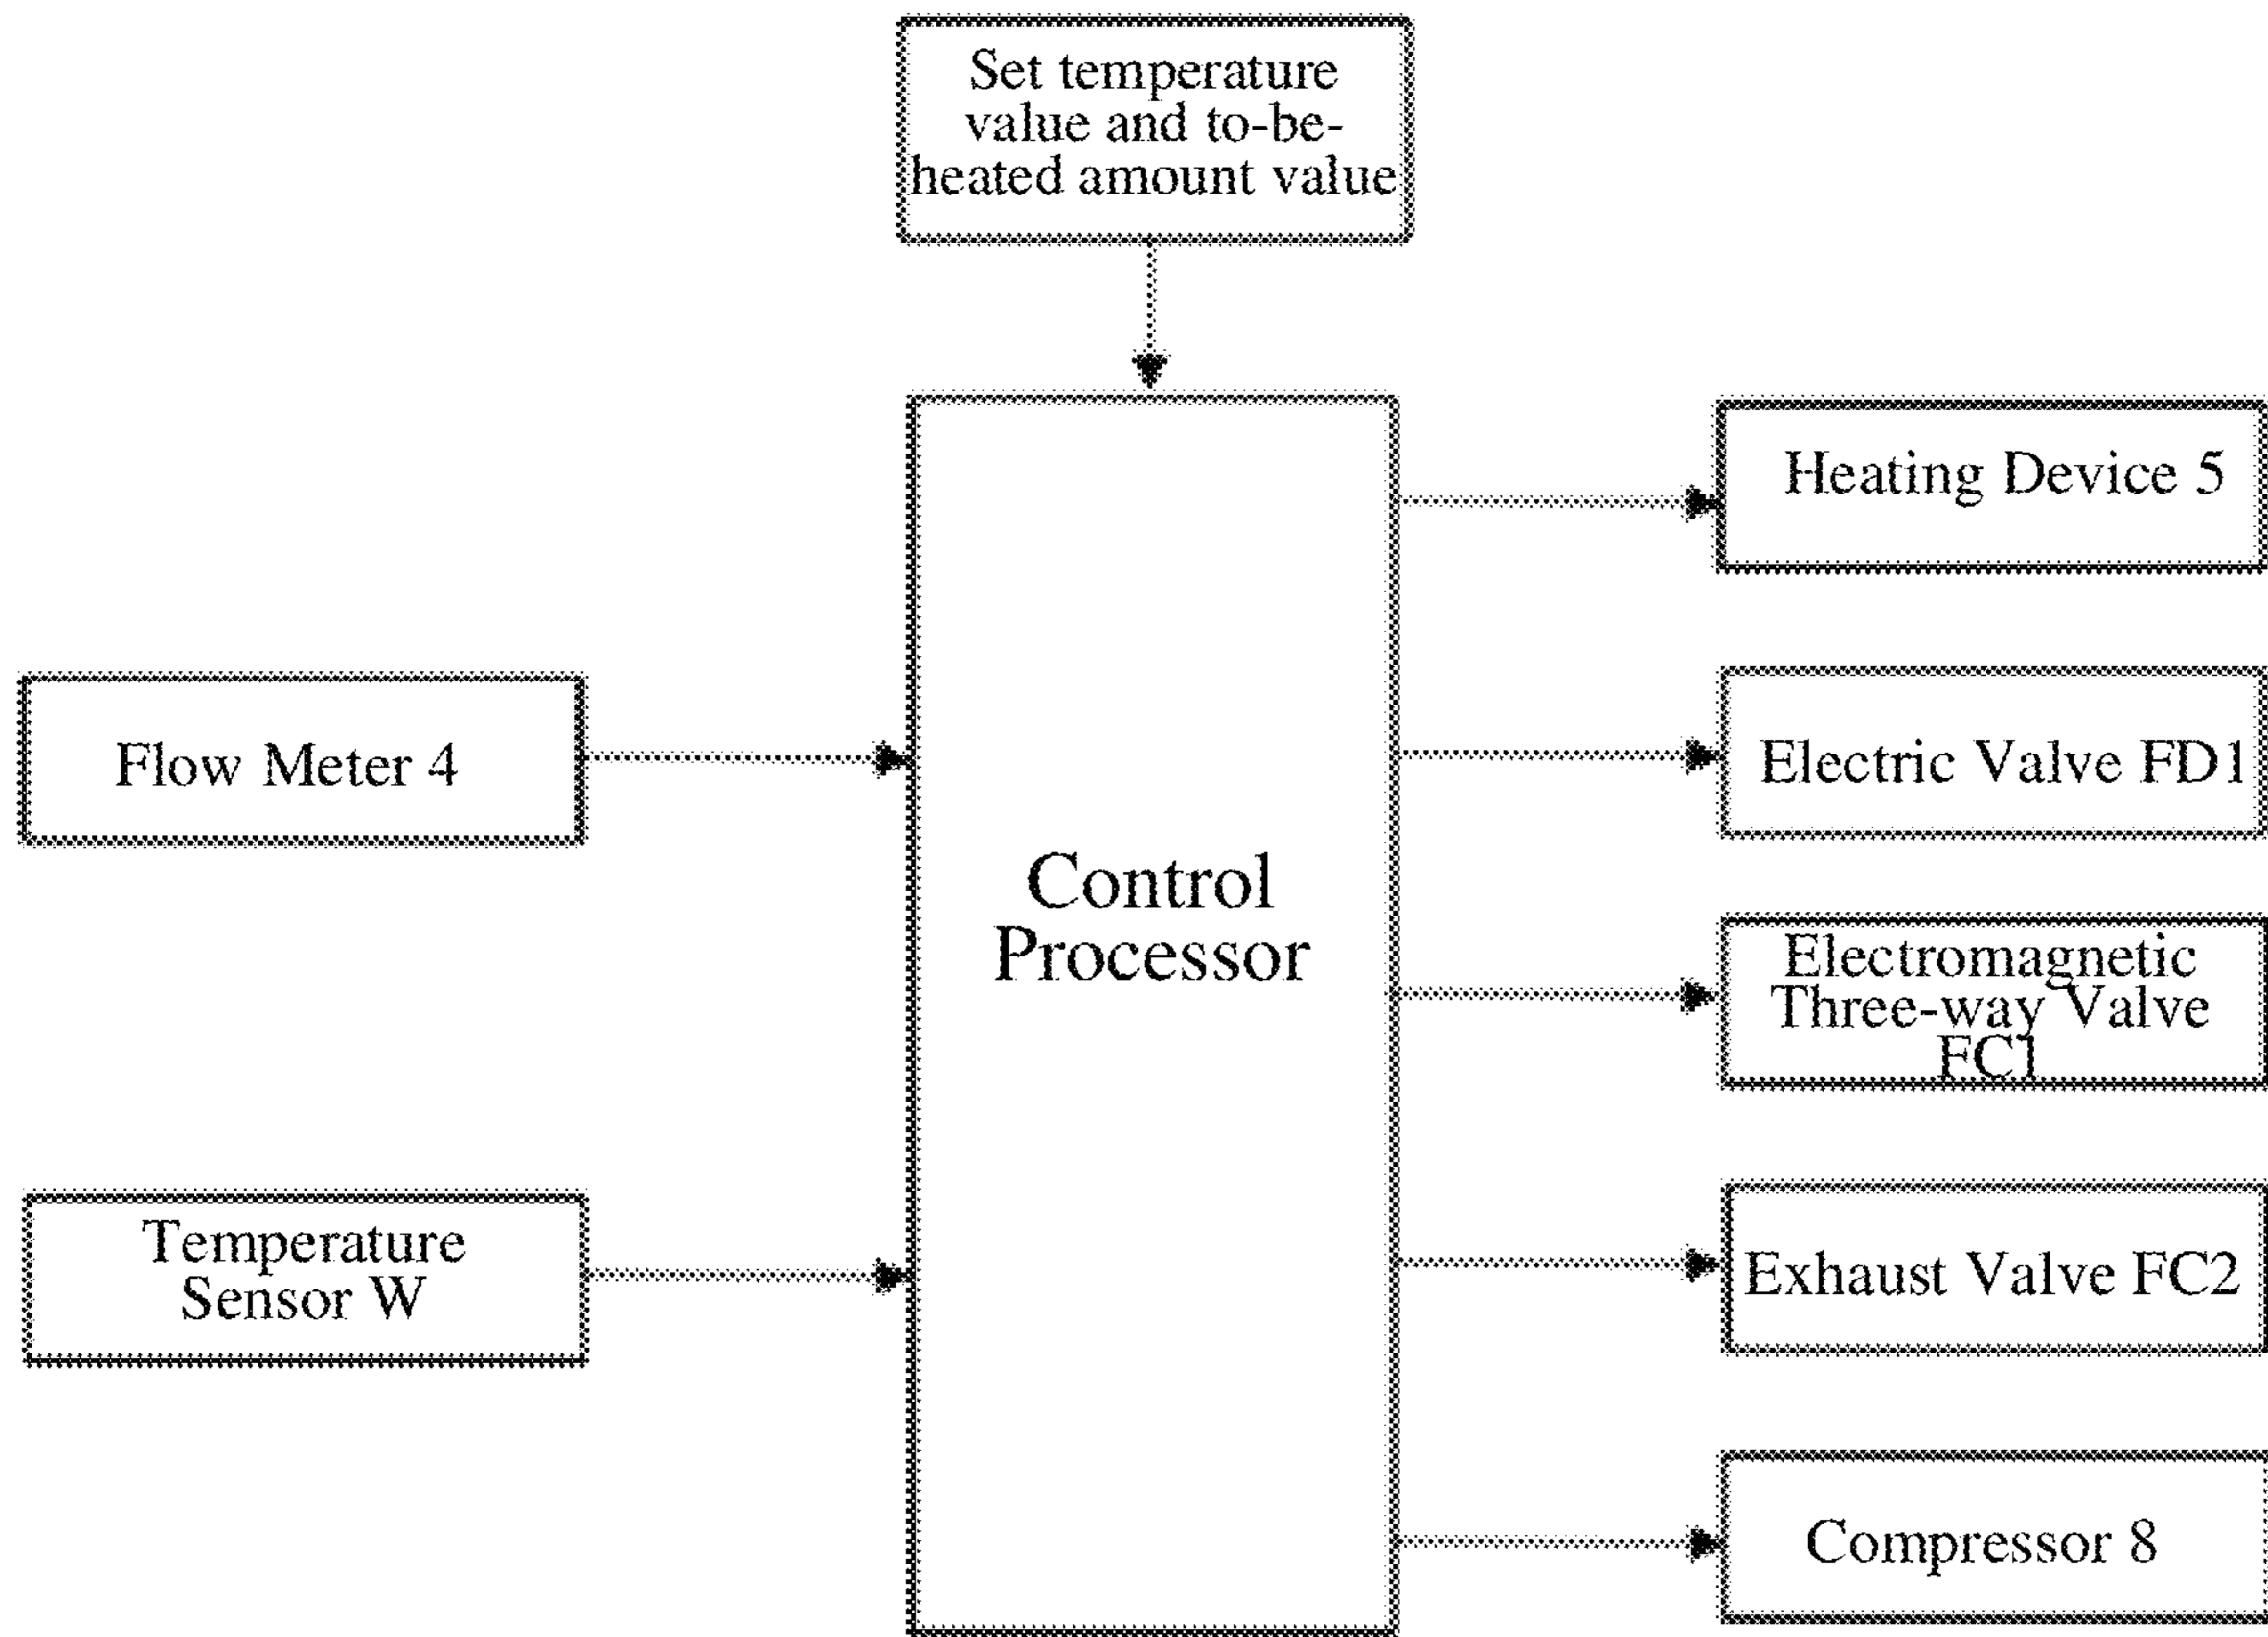 Set temperature
value and to-be-
heated amount value
Heating Device 5
Flow Meter 4
Electric Valve FD1
Control
Processor
Electromagnetic
Three-way Valve
FC1
Temperature
Sensor W
Exhaust Valve FC2
Compressor 8